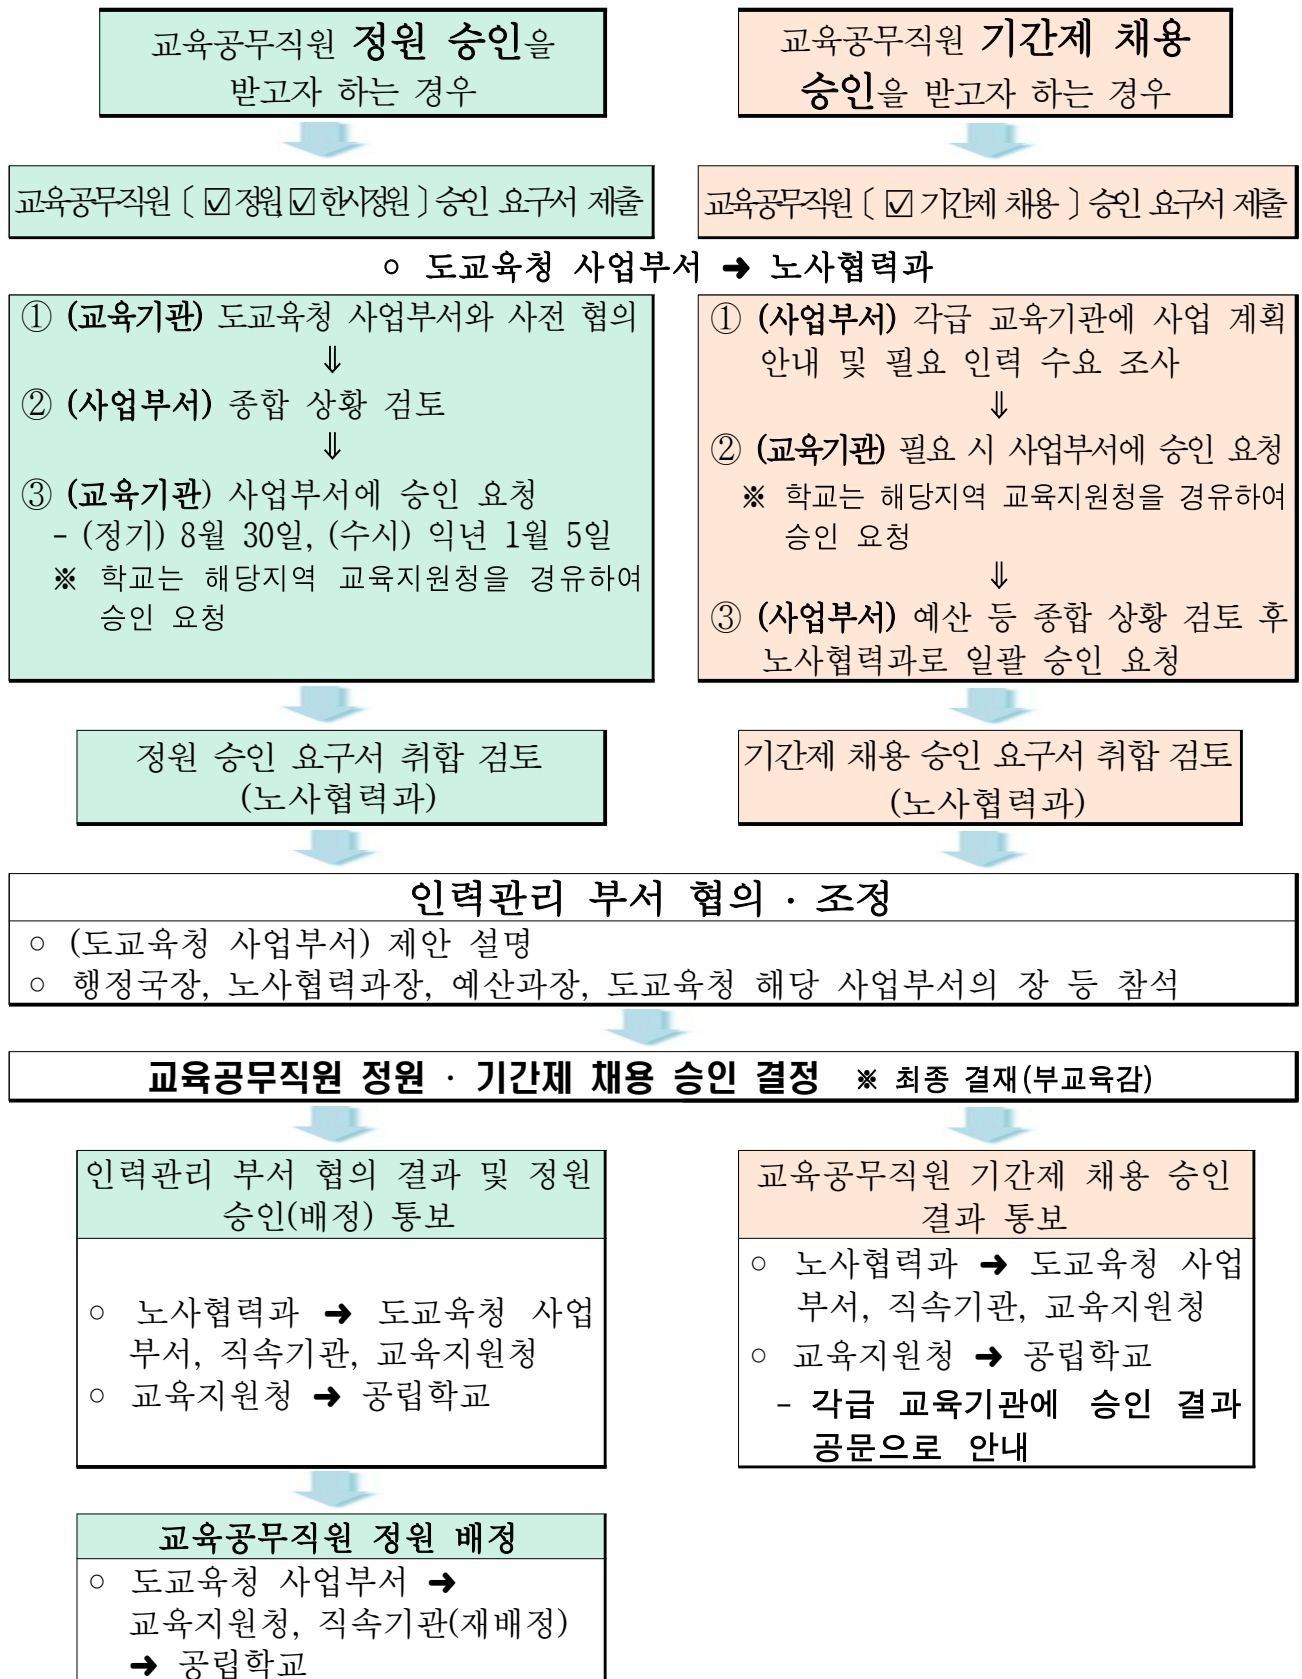 교육공무직원 정원 승인을
받고자 하는 경우
교육공무직원 기간제 채용
승인을 받고자 하는 경우
교육공무직원〔 ☑ 정원, ☑ 한시정원 〕승인 요구서 제출
교육공무직원〔 ☑ 기간제 채용 〕승인 요구서 제출
○ 도교육청 사업부서 → 노사협력과
① (교육기관) 도교육청 사업부서와 사전 협의
⇓
② (사업부서) 종합 상황 검토
⇓
③ (교육기관) 사업부서에 승인 요청
- (정기) 8월 30일, (수시) 익년 1월 5일
※ 학교는 해당지역 교육지원청을 경유하여
승인 요청
① (사업부서) 각급 교육기관에 사업 계획
안내 및 필요 인력 수요 조사
⇓
② (교육기관) 필요 시 사업부서에 승인 요청
※ 학교는 해당지역 교육지원청을 경유하여
승인 요청
⇓
③ (사업부서) 예산 등 종합 상황 검토 후
노사협력과로 일괄 승인 요청
정원 승인 요구서 취합 검토
(노사협력과)
기간제 채용 승인 요구서 취합 검토
(노사협력과)
인력관리 부서 협의 · 조정
○ (도교육청 사업부서) 제안 설명
○ 행정국장, 노사협력과장, 예산과장, 도교육청 해당 사업부서의 장 등 참석
교육공무직원 정원 · 기간제 채용 승인 결정 ※ 최종 결재(부교육감)
인력관리 부서 협의 결과 및 정원
승인(배정) 통보
○ 노사협력과 → 도교육청 사업
부서, 직속기관, 교육지원청
○ 교육지원청 → 공립학교
교육공무직원 기간제 채용 승인
결과 통보
○ 노사협력과 → 도교육청 사업
부서, 직속기관, 교육지원청
○ 교육지원청 → 공립학교
- 각급 교육기관에 승인 결과
공문으로 안내
교육공무직원 정원 배정
○ 도교육청 사업부서 →
교육지원청, 직속기관(재배정)
→ 공립학교